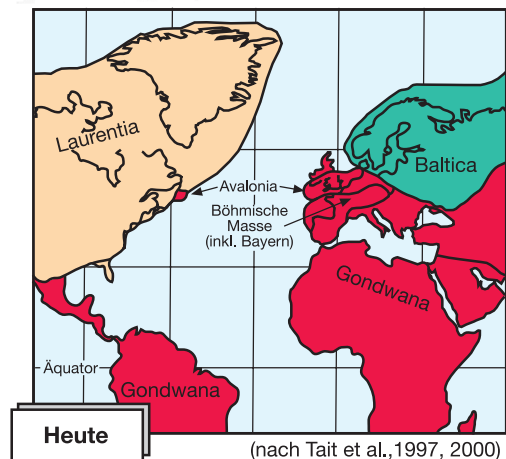 Laurentia
Baltica
Avalonia
Böhmische
Masse
(inkl. Bayern)
Gondwana
Äquator
Gondwana
Heute
(nach Tait et al.,1997, 2000)